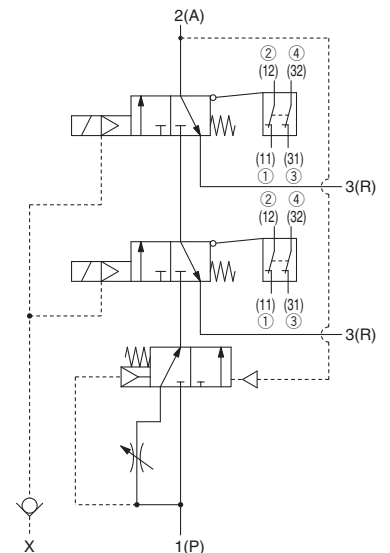 2(A)
② ④
(12) (32)
(11) (31)
① ③
3(R)
② ④
(12) (32)
(11) (31)
① ③
3(R)
X 1(P)